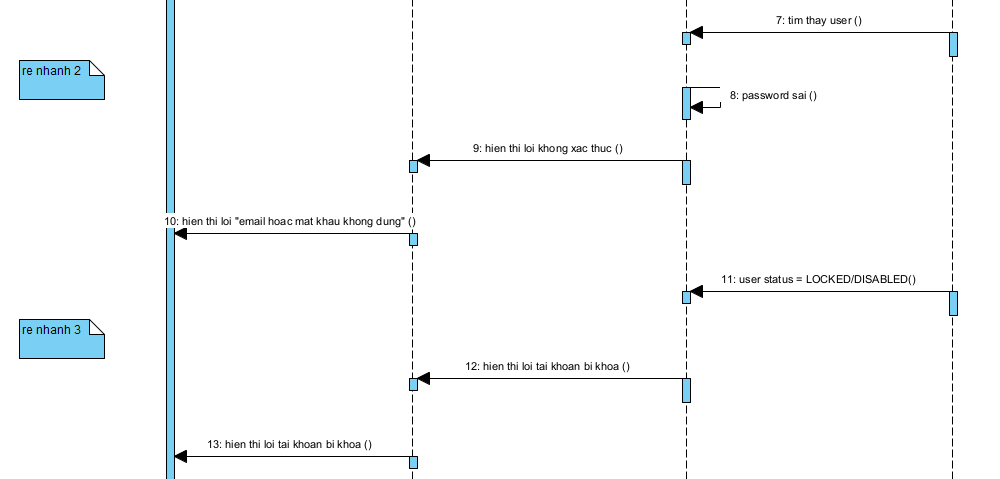 7: tim thay user ()
re nhanh 2
8: password sai ()
9: hien thi loi khong xac thuc ()
10: hien thi loi "email hoac mat khau khong dung" ()
11: user status = LOCKED/DISABLED()
re nhanh 3
12: hien thi loi tai khoan bi khoa ()
13: hien thi loi tai khoan bi khoa ()